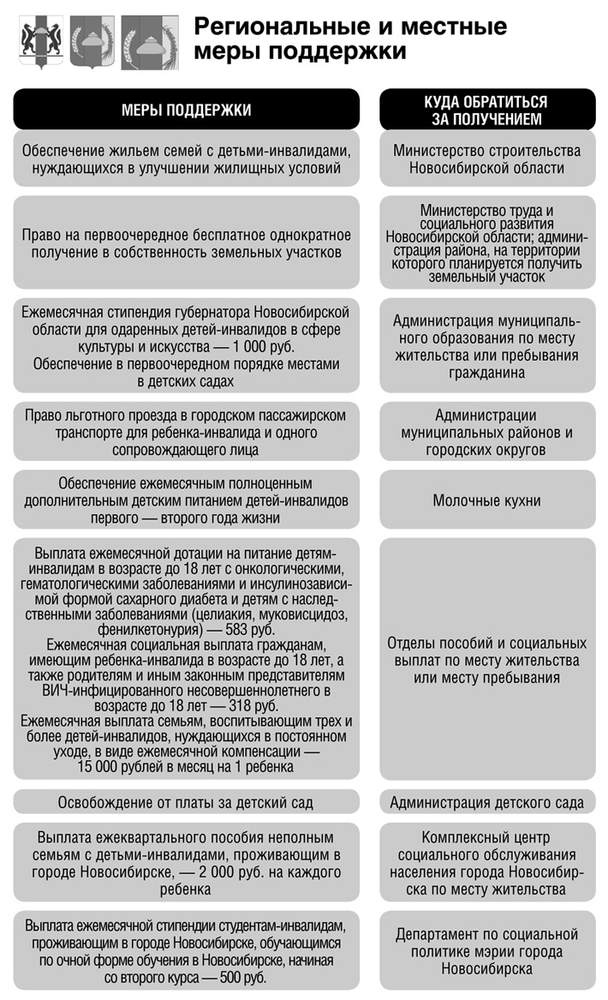 Региональные и местные
меры поддержки
МЕРЫ ПОДДЕРЖКИ
КУДА ОБРАТИТЬСЯ
ЗА ПОЛУЧЕНИЕМ
Обеспечение жильем семей с детьми-инвалидами,
нуждающихся в улучшении жилищных условий
Министерство строительства
Новосибирской области
Право на первоочередное бесплатное однократное
получение в собственность земельных участков
Министерство труда и
социального развития
Новосибирской области; админи-
страция района, на территории
которого планируется получить
земельный участок
Ежемесячная стипендия губернатора Новосибирской
области для одаренных детей-инвалидов в сфере
культуры и искусства — 1 000 руб.
Обеспечение в первоочередном порядке местами
в детских садах
Администрация муниципаль-
ного образования по месту
жительства или пребывания
гражданина
Право льготного проезда в городском пассажирском
транспорте для ребенка-инвалида и одного
сопровождающего лица
Администрации
муниципальных районов и
городских округов
Обеспечение ежемесячным полноценным
дополнительным детским питанием детей-инвалидов
первого — второго года жизни
Молочные кухни
Выплата ежемесячной дотации на питание детям-
инвалидам в возрасте до 18 лет с онкологическими,
гематологическими заболеваниями и инсулинозависи-
мой формой сахарного диабета и детям с наслед-
ственными заболеваниями (целиакия, муковисцидоз,
фенилкетонурия) — 583 руб.
Ежемесячная социальная выплата гражданам,
имеющим ребенка-инвалида в возрасте до 18 лет, а
также родителям и иным законным представителям
ВИЧ-инфицированного несовершеннолетнего в
возрасте до 18 лет — 318 руб.
Ежемесячная выплата семьям, воспитывающим трех и
более детей-инвалидов, нуждающихся в постоянном
уходе, в виде ежемесячной компенсации —
15 000 рублей в месяц на 1 ребенка
Отделы пособий и социальных
выплат по месту жительства
или месту пребывания
Освобождение от платы за детский сад
Администрация детского сада
Выплата ежеквартального пособия неполным
семьям с детьми-инвалидами, проживающим в
городе Новосибирске, — 2 000 руб. на каждого
ребенка
Комплексный центр
социального обслуживания
населения города Новосибир-
ска по месту жительства
Выплата ежемесячной стипендии студентам-инвалидам,
проживающим в городе Новосибирске, обучающимся
по очной форме обучения в Новосибирске, начиная
со второго курса — 500 руб.
Департамент по социальной
политике мэрии города
Новосибирска